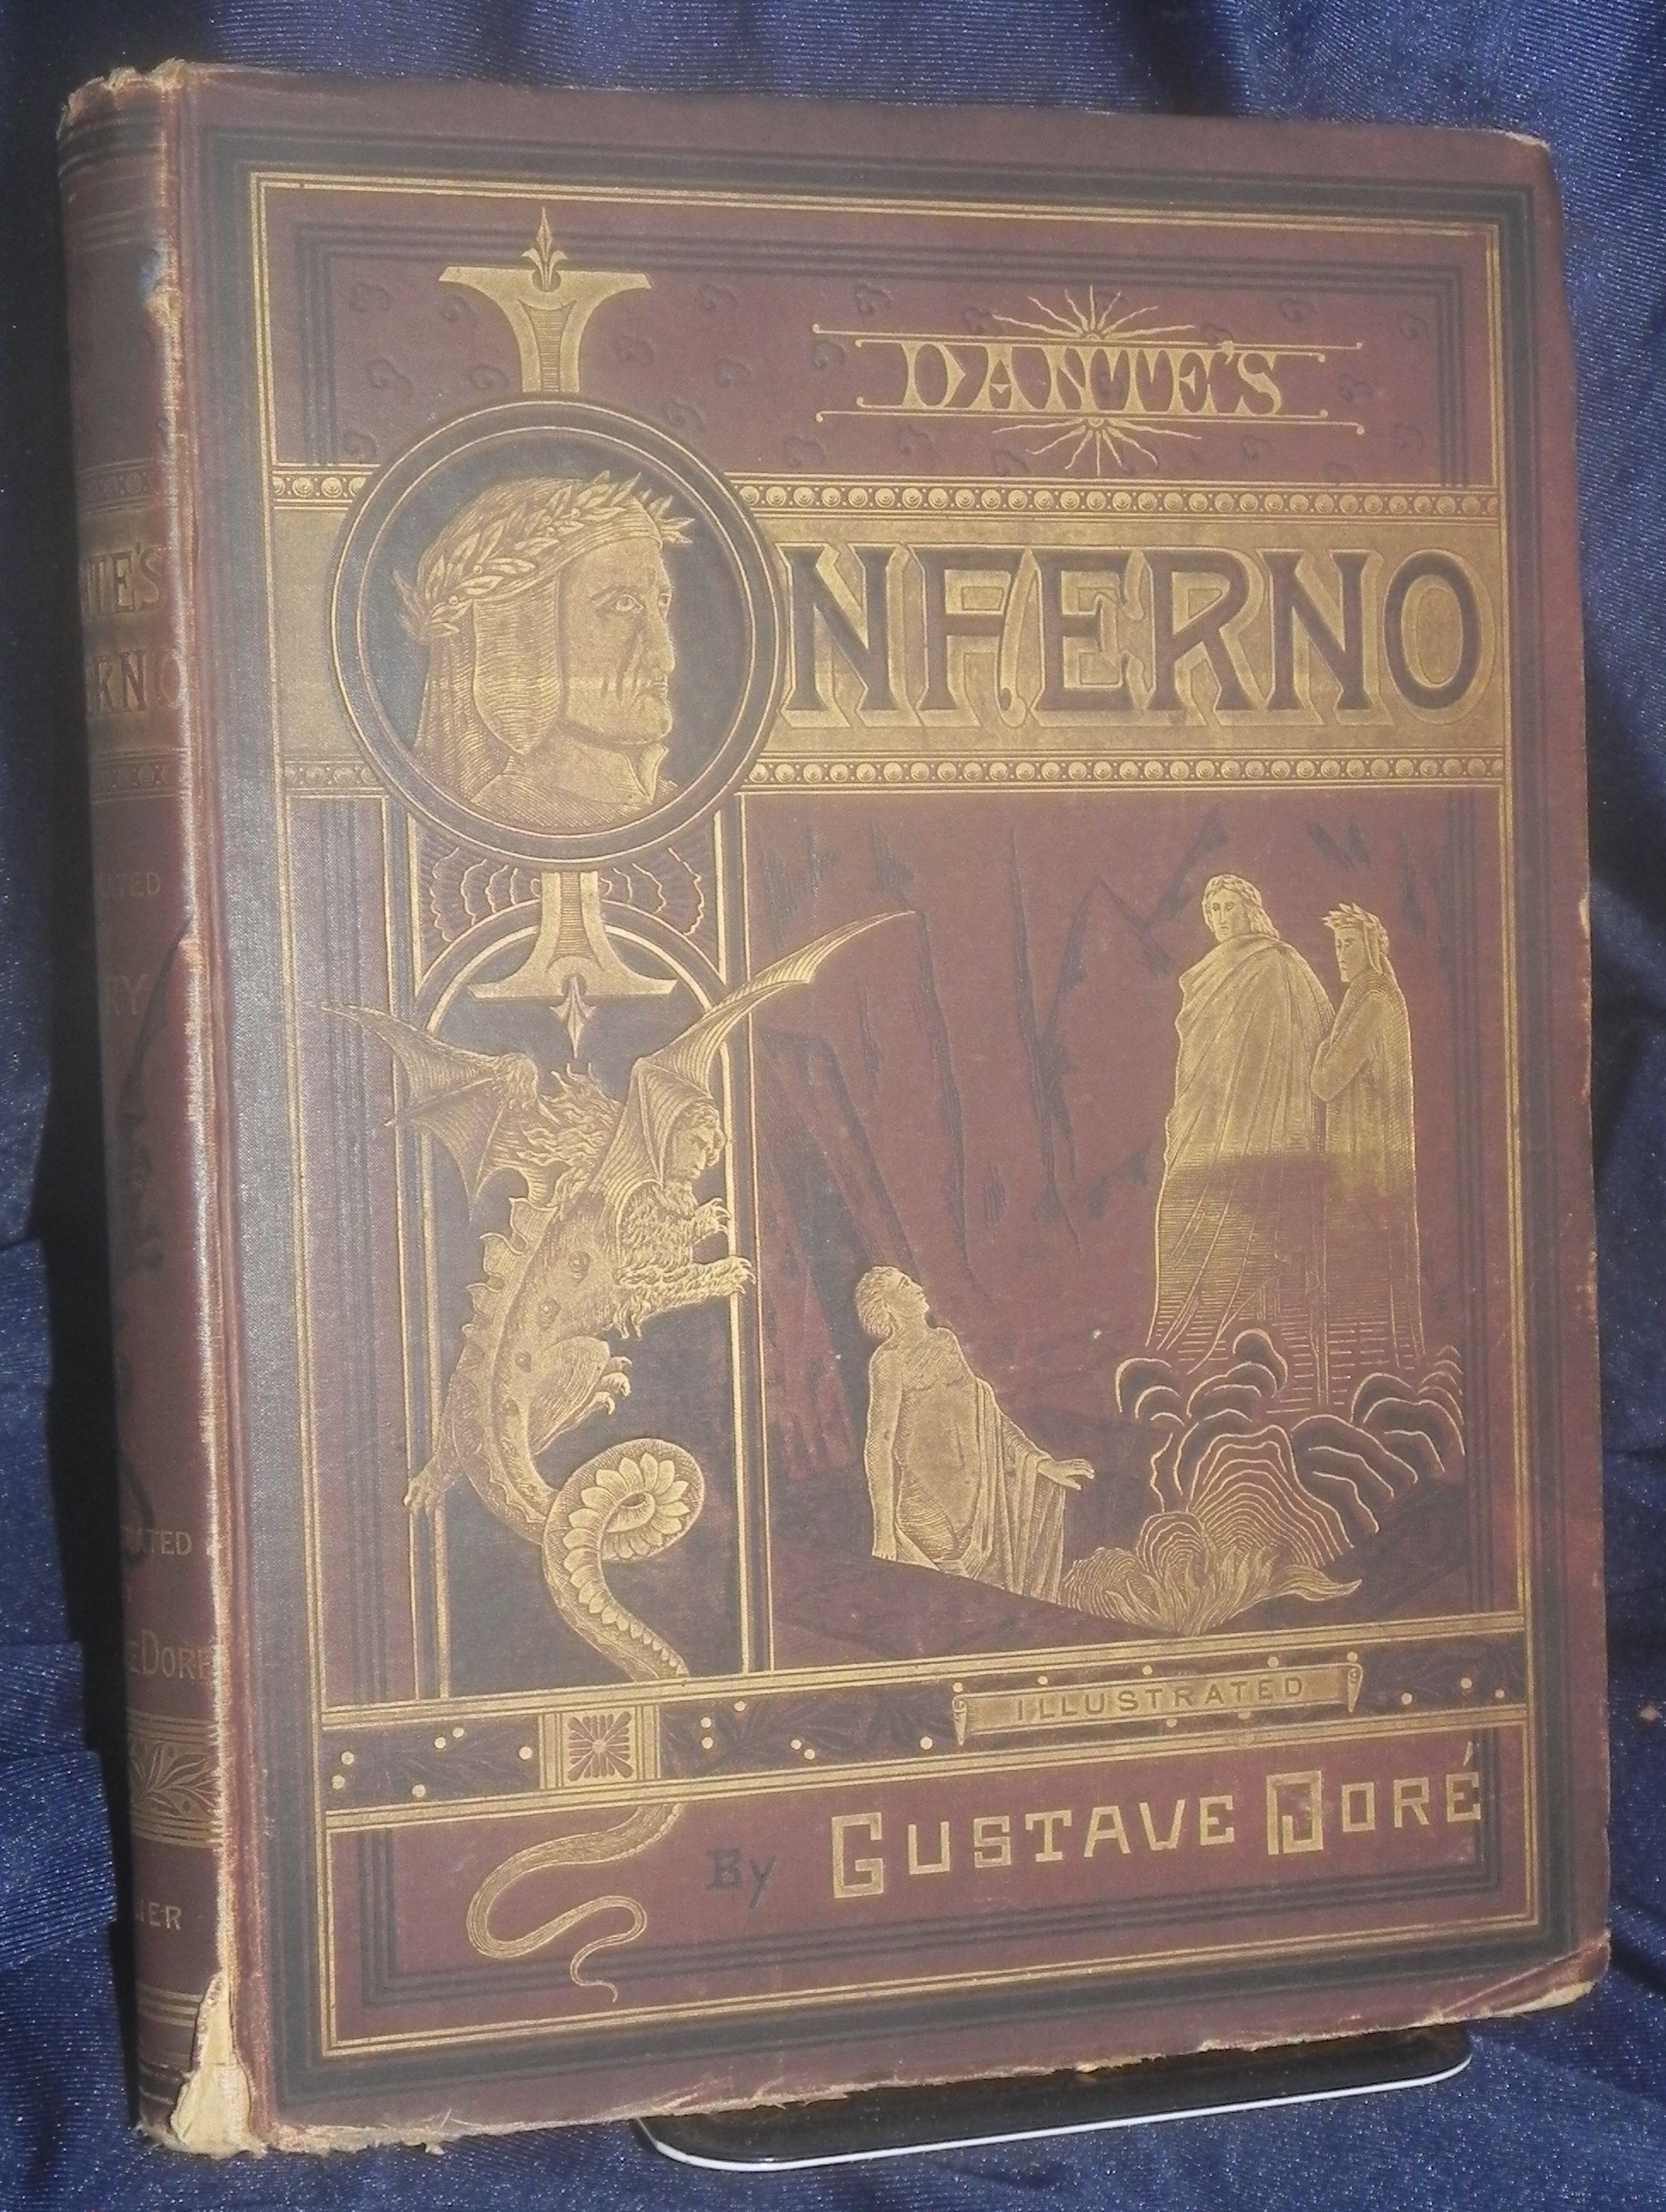 DANTE'S
INFERNO
ILLUSTRATED
By GUSTAVE DORÉ